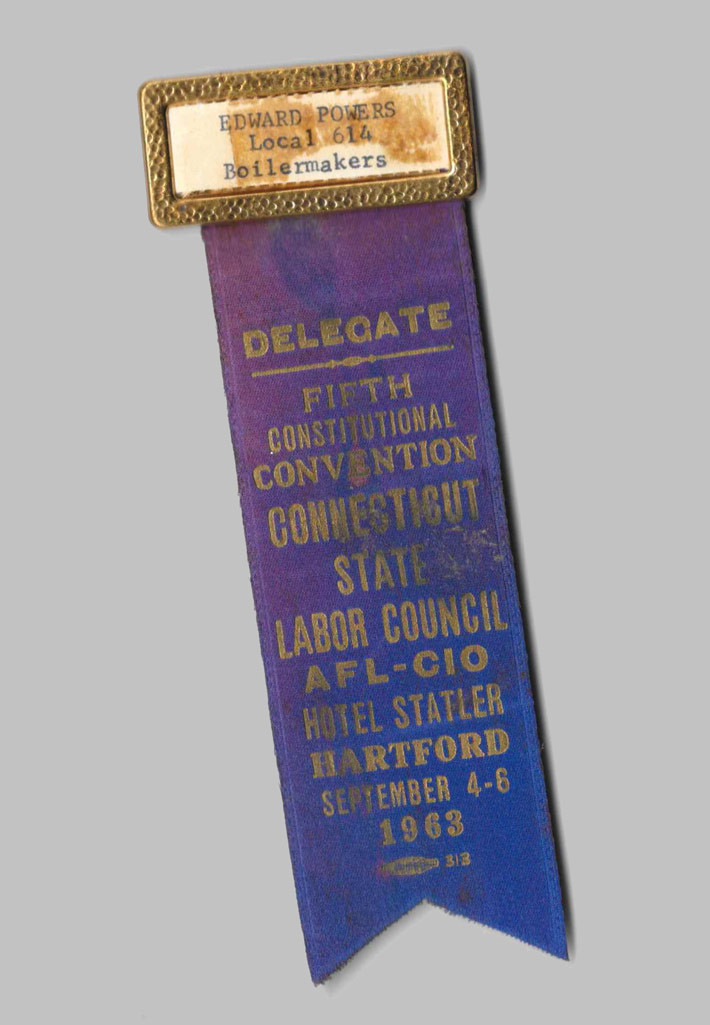 EDWARD POWERS
Local 614
Boilermakers
DELEGATE
FIFTH
CONSTITUTIONAL
CONVENTION
CONNECTICUT
STATE
LABOR COUNCIL
AFL-CIO
HOTEL STATLER
HARTFORD
SEPTEMBER 4-6
1963
313